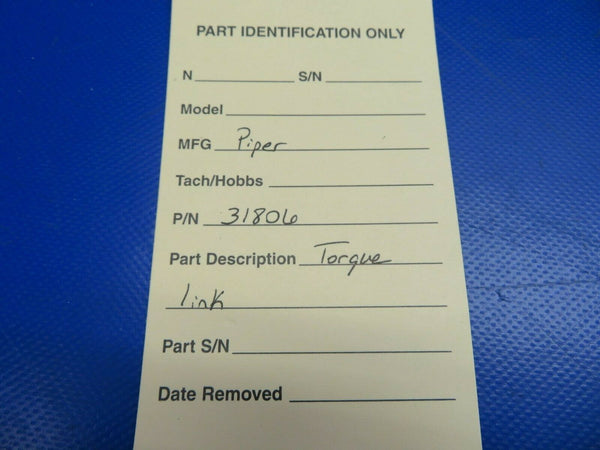 PART IDENTIFICATION ONLY
N S/N
Model
MFG Piper
Tach/Hobbs
P/N 31806
Part Description Torque
link
Part S/N
Date Removed